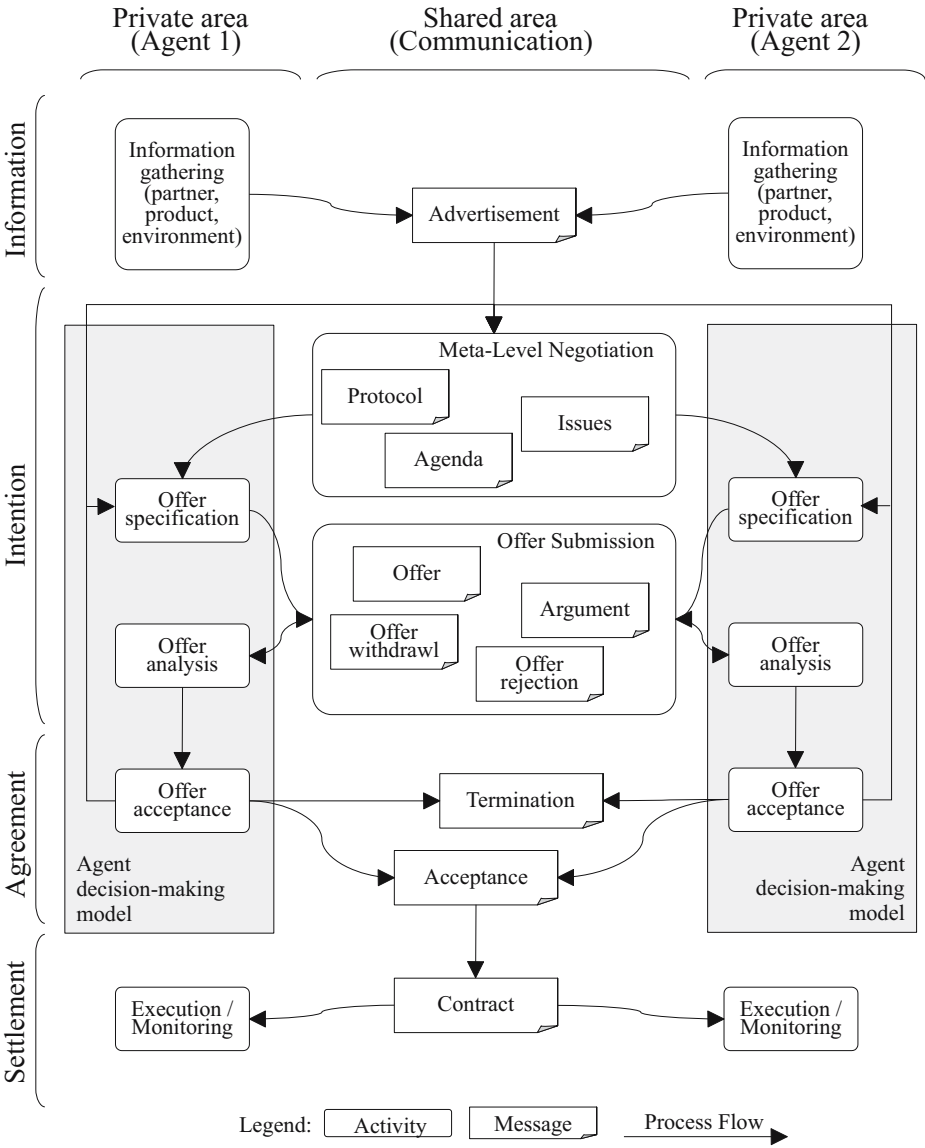 Private area
(Agent 1)
Shared area
(Communication)
Private area
(Agent 2)
Information
Information
gathering
(partner,
product,
environment)
Advertisement
Information
gathering
(partner,
product,
environment)
Intention
Meta-Level Negotiation
Protocol
Issues
Agenda
Offer
specification
Offer
specification
Offer Submission
Offer
Argument
Offer
withdrawl
Offer
rejection
Offer
analysis
Offer
analysis
Agreement
Offer
acceptance
Termination
Offer
acceptance
Acceptance
Agent
decision-making
model
Agent
decision-making
model
Settlement
Execution /
Monitoring
Contract
Execution /
Monitoring
Legend:
Activity
Message
Process Flow